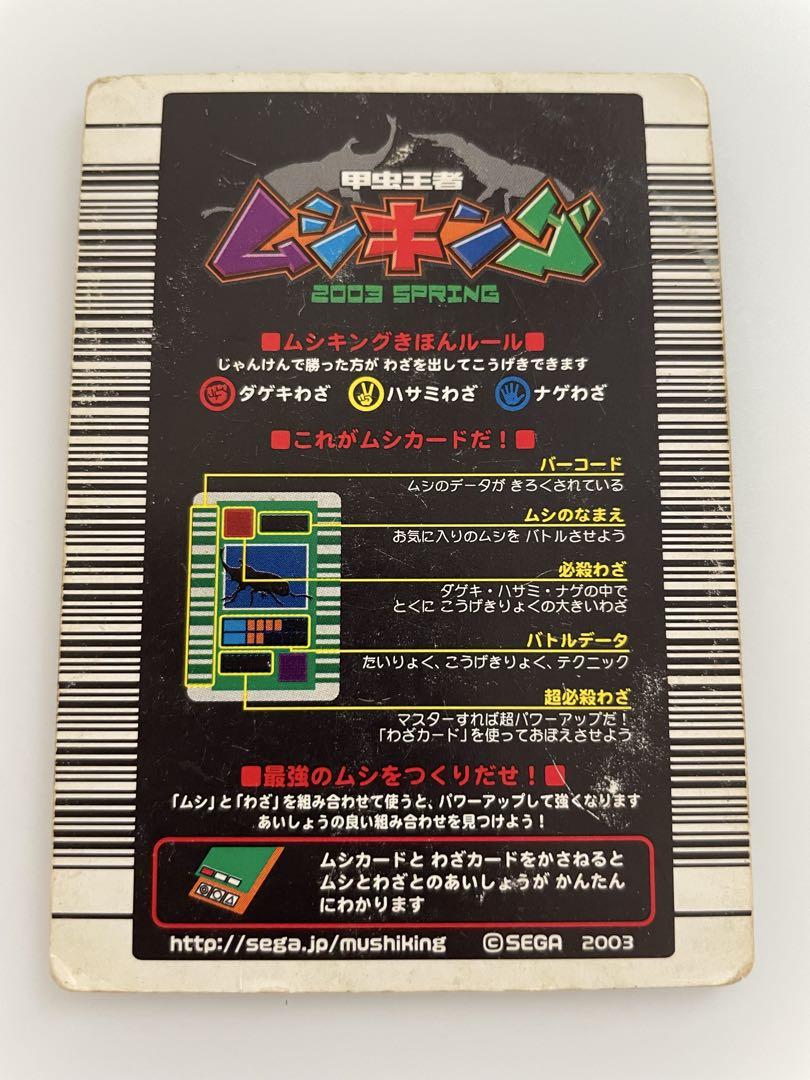 甲虫王者
ムシキング
2003 SPRING
■ムシキングきほんルール■
じゃんけんで勝った方が わざを出してこうげきできます
ダゲキわざ ハサミわざ ナゲわざ
■これがムシカードだ！■
バーコード
ムシのデータが きろくされている
ムシのなまえ
お気に入りのムシを バトルさせよう
必殺わざ
ダゲキ・ハサミ・ナゲの中で
とくに こうげきりょくの大きいわざ
バトルデータ
たいりょく、こうげきりょく、テクニック
超必殺わざ
マスターすれば超パワーアップだ！
「わざカード」を使っておぼえさせよう
■最強のムシをつくりだせ！■
「ムシ」と「わざ」を組み合わせて使うと、パワーアップして強くなります
あいしょうの良い組み合わせを見つけよう！
ムシカードと わざカードをかさねると
ムシとわざとのあいしょうが かんたん
にわかります
http://sega.jp/mushiking ©SEGA 2003